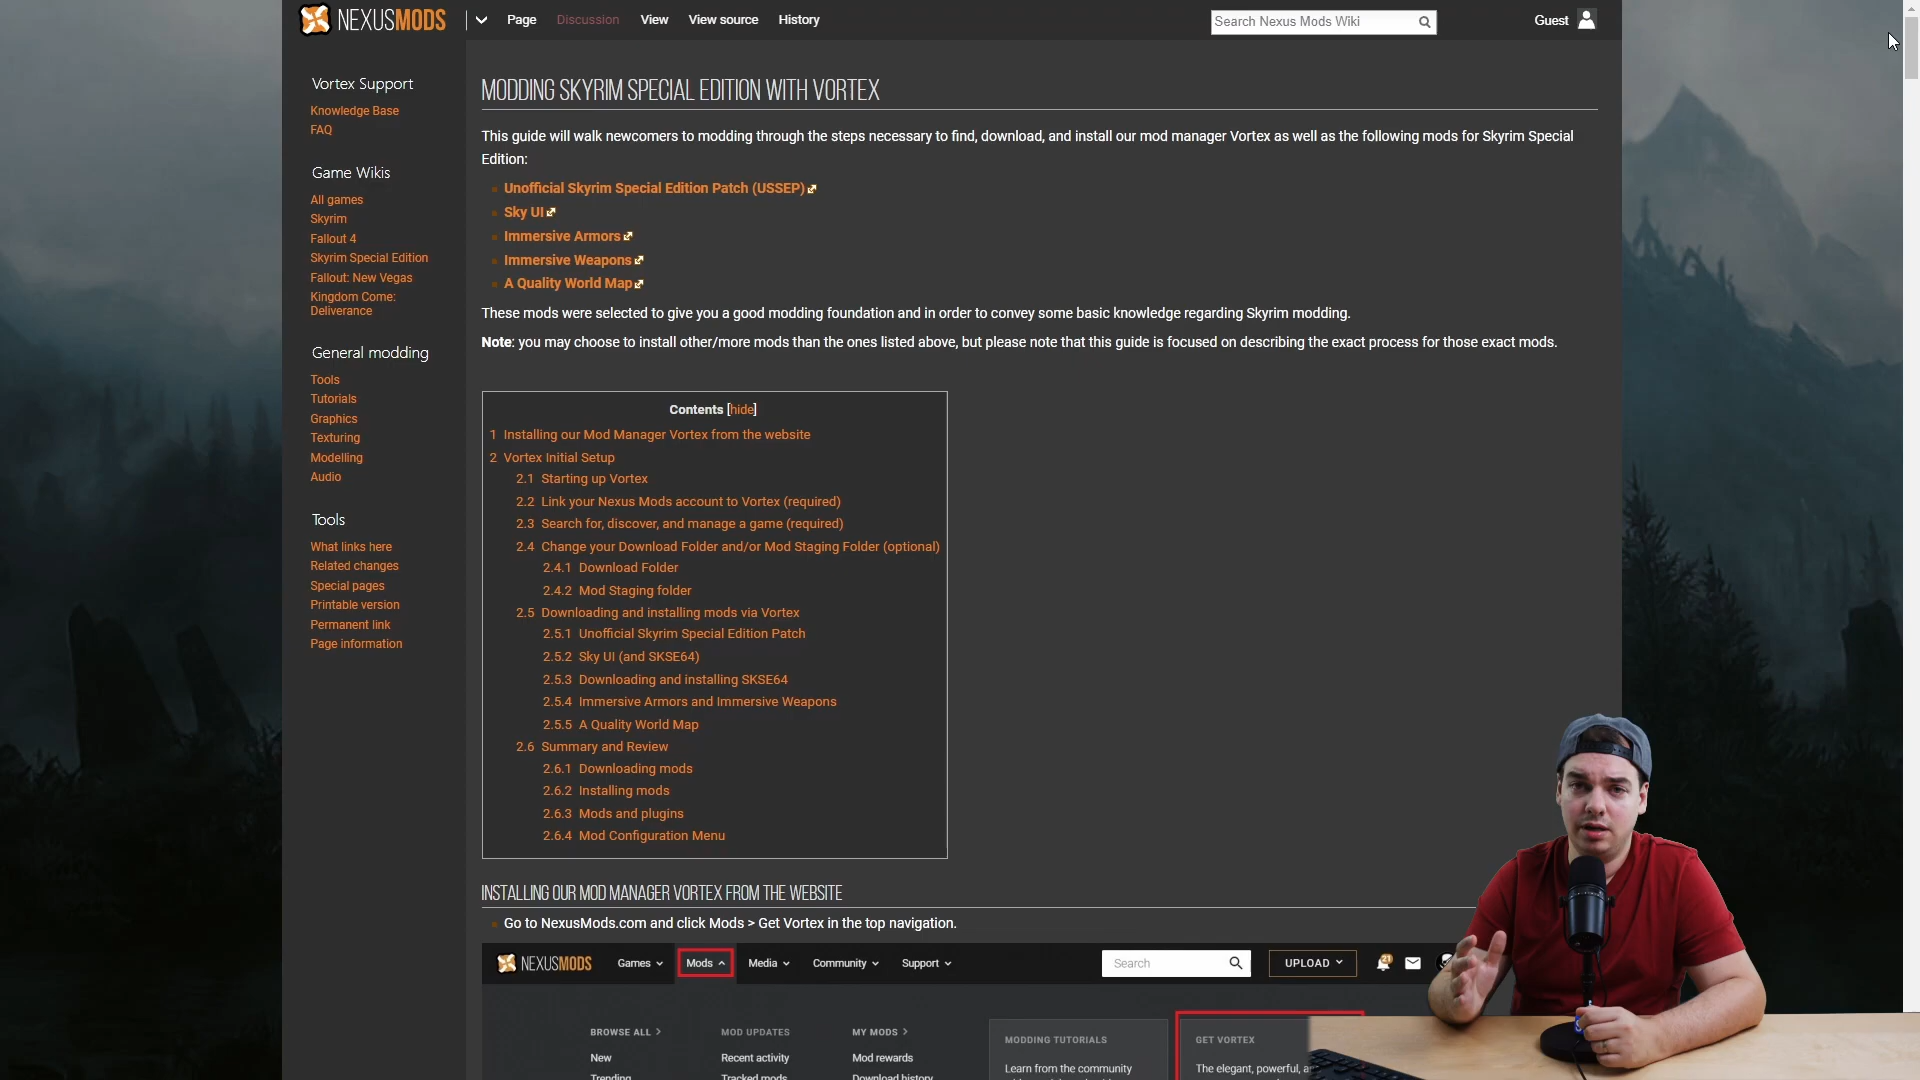 NEXUSMODS
Page
Discussion
View
View source
History
Search Nexus Mods Wiki
Guest
Vortex Support
Knowledge Base
FAQ
Game Wikis
All games
Skyrim
Fallout 4
Skyrim Special Edition
Fallout: New Vegas
Kingdom Come:
Deliverance
General modding
Tools
Tutorials
Graphics
Texturing
Modelling
Audio
Tools
What links here
Related changes
Special pages
Printable version
Permanent link
Page information
MODDING SKYRIM SPECIAL EDITION WITH VORTEX
This guide will walk newcomers to modding through the steps necessary to find, download, and install our mod manager Vortex as well as the following mods for Skyrim Special
Edition:
Unofficial Skyrim Special Edition Patch (USSEP)
Sky UI
Immersive Armors
Immersive Weapons
A Quality World Map
These mods were selected to give you a good modding foundation and in order to convey some basic knowledge regarding Skyrim modding.
Note: you may choose to install other/more mods than the ones listed above, but please note that this guide is focused on describing the exact process for those exact mods.
Contents [hide]
1 Installing our Mod Manager Vortex from the website
2 Vortex Initial Setup
2.1 Starting up Vortex
2.2 Link your Nexus Mods account to Vortex (required)
2.3 Search for, discover, and manage a game (required)
2.4 Change your Download Folder and/or Mod Staging Folder (optional)
2.4.1 Download Folder
2.4.2 Mod Staging folder
2.5 Downloading and installing mods via Vortex
2.5.1 Unofficial Skyrim Special Edition Patch
2.5.2 Sky UI (and SKSE64)
2.5.3 Downloading and installing SKSE64
2.5.4 Immersive Armors and Immersive Weapons
2.5.5 A Quality World Map
2.6 Summary and Review
2.6.1 Downloading mods
2.6.2 Installing mods
2.6.3 Mods and plugins
2.6.4 Mod Configuration Menu
INSTALLING OUR MOD MANAGER VORTEX FROM THE WEBSITE
Go to NexusMods.com and click Mods > Get Vortex in the top navigation.
NEXUSMODS
Games
Mods
Media
Community
Support
Search
UPLOAD
21
BROWSE ALL >
MOD UPDATES
MY MODS >
MODDING TUTORIALS
GET VORTEX
New
Recent activity
Mod rewards
Learn from the community
The elegant, powerful,
Trending
Tracked mods
Download history